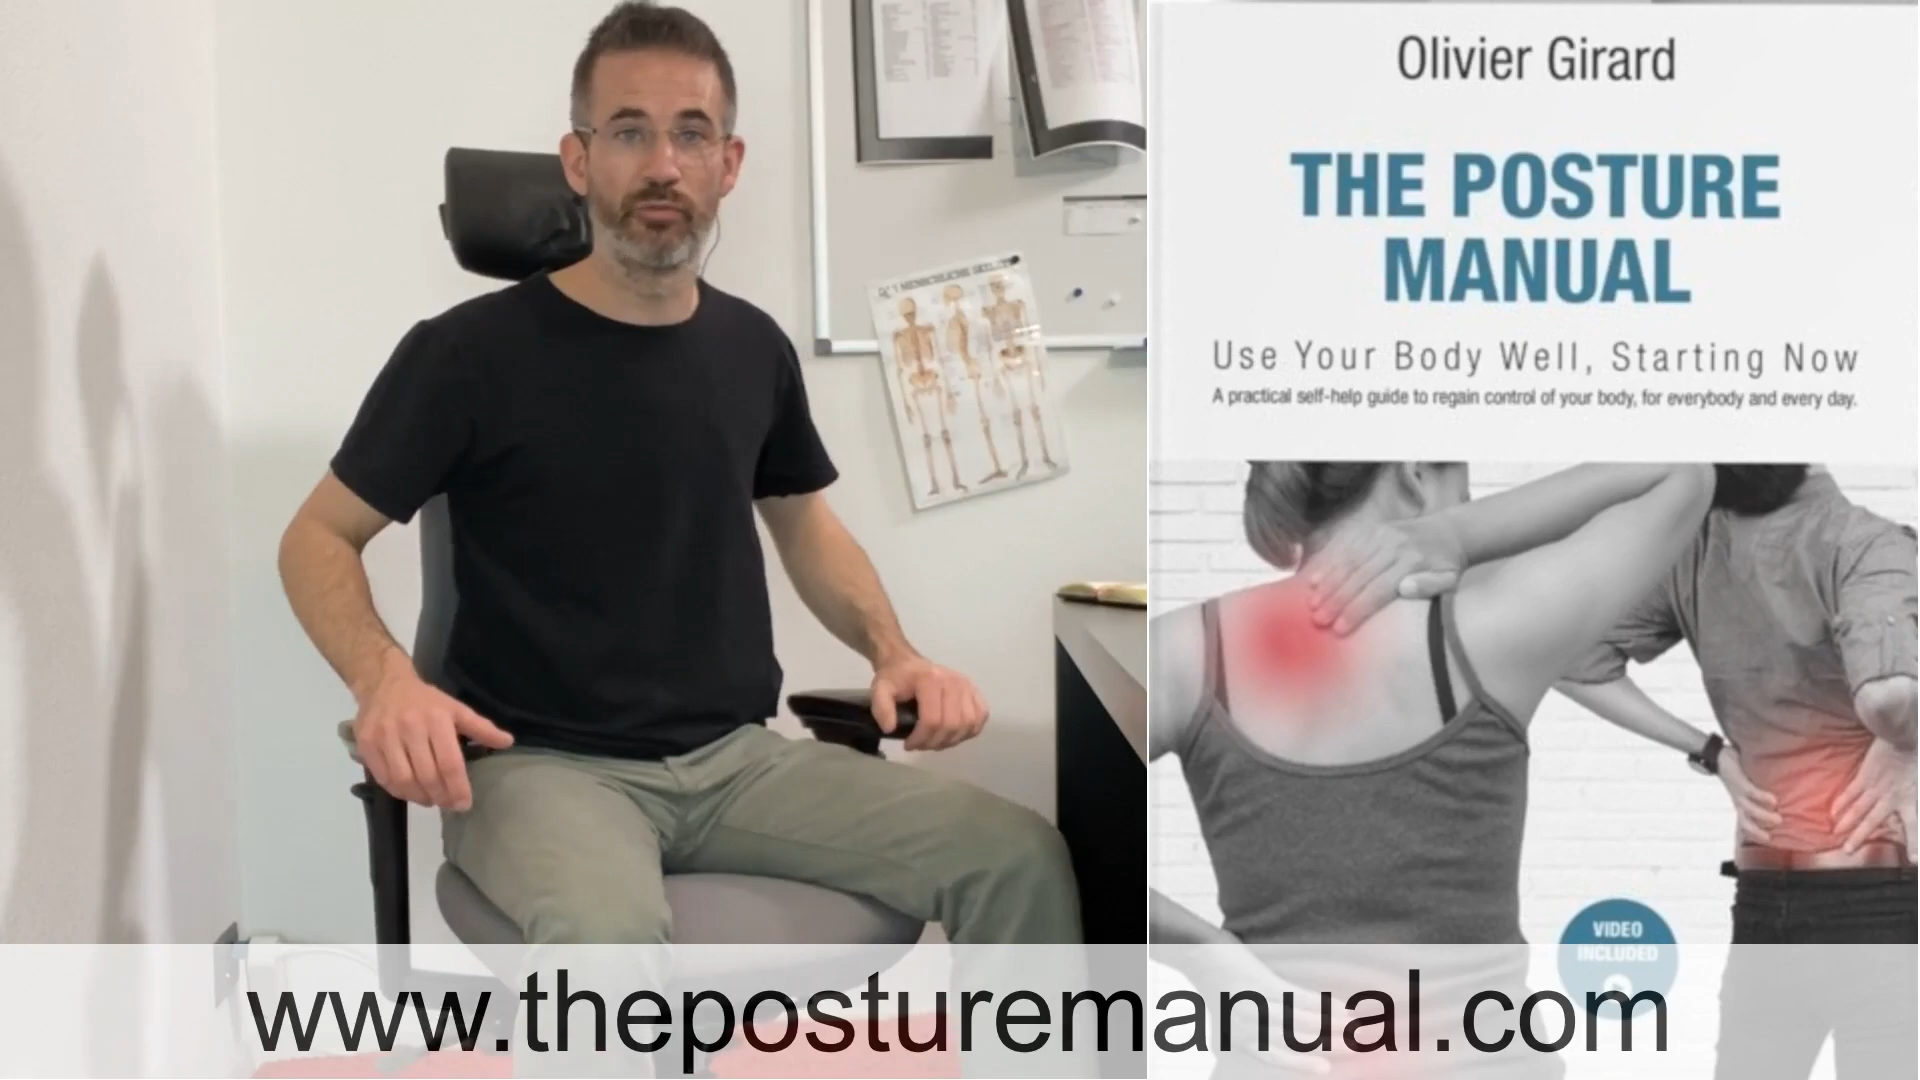 Olivier Girard
THE POSTURE
MANUAL
Use Your Body Well, Starting Now
A practical self-help guide to regain control of your body, for everybody and every day.
VIDEO
INCLUDED
www.theposturemanual.com